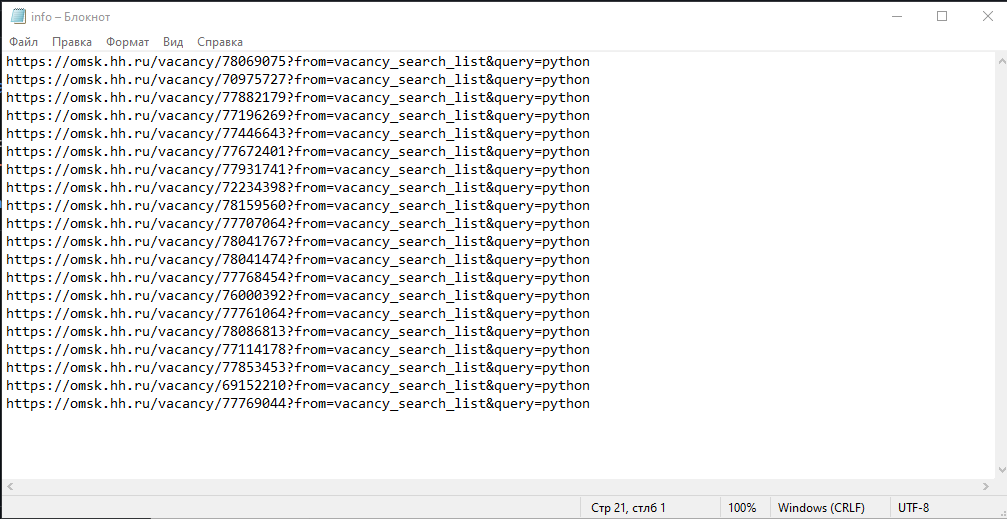 info – Блокнот
Файл Правка Формат Вид Справка
https://omsk.hh.ru/vacancy/78069075?from=vacancy_search_list&query=python
https://omsk.hh.ru/vacancy/70975727?from=vacancy_search_list&query=python
https://omsk.hh.ru/vacancy/77882179?from=vacancy_search_list&query=python
https://omsk.hh.ru/vacancy/77196269?from=vacancy_search_list&query=python
https://omsk.hh.ru/vacancy/77446643?from=vacancy_search_list&query=python
https://omsk.hh.ru/vacancy/77672401?from=vacancy_search_list&query=python
https://omsk.hh.ru/vacancy/77931741?from=vacancy_search_list&query=python
https://omsk.hh.ru/vacancy/72234398?from=vacancy_search_list&query=python
https://omsk.hh.ru/vacancy/78159560?from=vacancy_search_list&query=python
https://omsk.hh.ru/vacancy/77707064?from=vacancy_search_list&query=python
https://omsk.hh.ru/vacancy/78041767?from=vacancy_search_list&query=python
https://omsk.hh.ru/vacancy/78041474?from=vacancy_search_list&query=python
https://omsk.hh.ru/vacancy/77768454?from=vacancy_search_list&query=python
https://omsk.hh.ru/vacancy/76000392?from=vacancy_search_list&query=python
https://omsk.hh.ru/vacancy/77761064?from=vacancy_search_list&query=python
https://omsk.hh.ru/vacancy/78086813?from=vacancy_search_list&query=python
https://omsk.hh.ru/vacancy/77114178?from=vacancy_search_list&query=python
https://omsk.hh.ru/vacancy/77853453?from=vacancy_search_list&query=python
https://omsk.hh.ru/vacancy/69152210?from=vacancy_search_list&query=python
https://omsk.hh.ru/vacancy/77769044?from=vacancy_search_list&query=python
Стр 21, стлб 1 100% Windows (CRLF) UTF-8